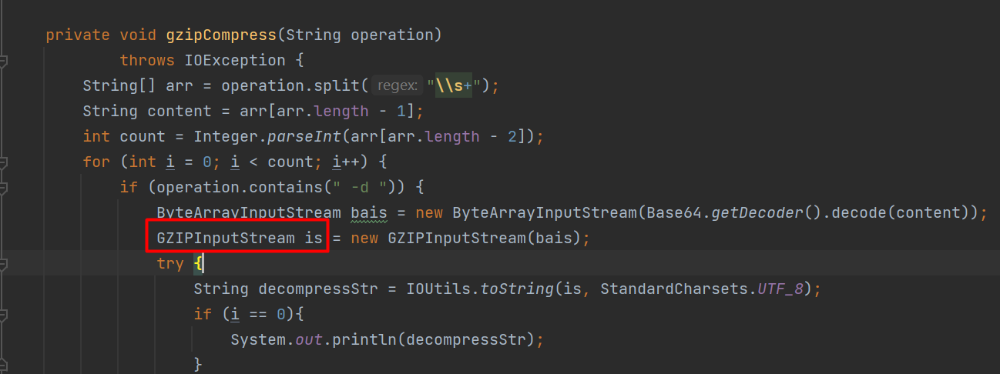 private void gzipCompress(String operation)
throws IOException {
String[] arr = operation.split( regex: "\\s+");
String content = arr[arr.length - 1];
int count = Integer.parseInt(arr[arr.length - 2]);
for (int i = 0; i < count; i++) {
if (operation.contains(" -d ")) {
ByteArrayInputStream bais = new ByteArrayInputStream(Base64.getDecoder().decode(content));
GZIPInputStream is = new GZIPInputStream(bais);
try {
String decompressStr = IOUtils.toString(is, StandardCharsets.UTF_8);
if (i == 0){
System.out.println(decompressStr);
}